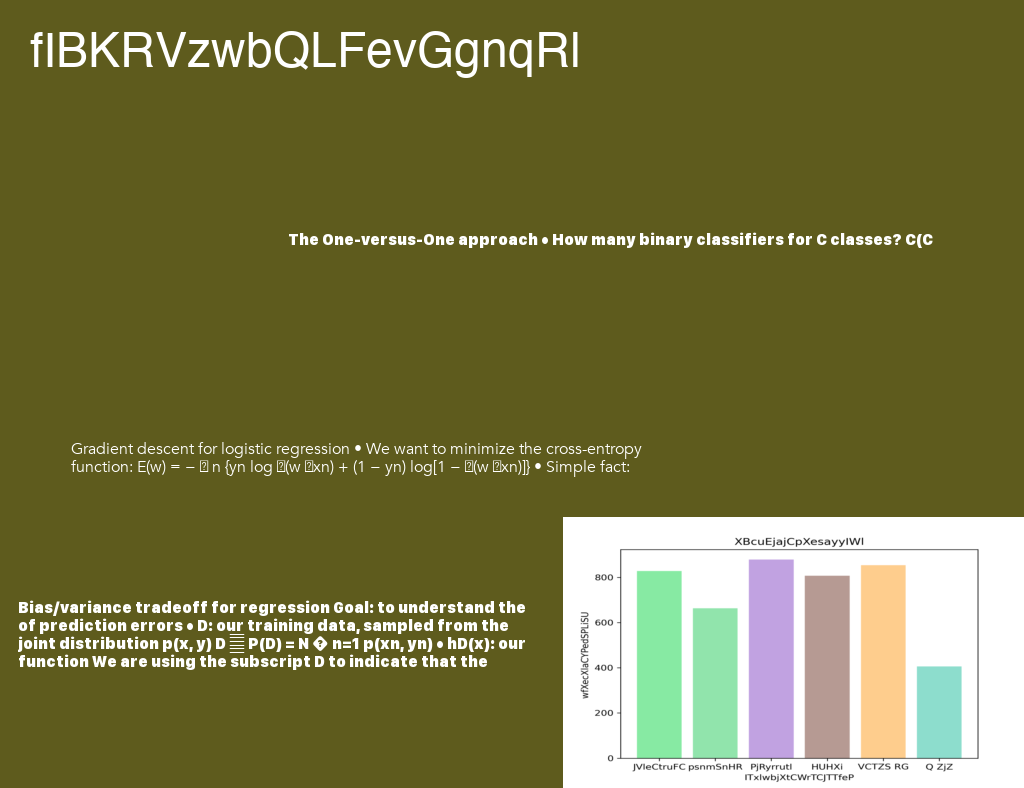 fIBKRVzwbQLFevGgnqRl
The One-versus-One approach • How many binary classifiers for C classes? C(C
Gradient descent for logistic regression • We want to minimize the cross-entropy
function: E(w) = − n {yn log (w xn) + (1 − yn) log[1 − (w xn)]} • Simple fact:
Bias/variance tradeoff for regression Goal: to understand the
of prediction errors • D: our training data, sampled from the
joint distribution p(x, y) D P(D) = N � n=1 p(xn, yn) • hD(x): our
function We are using the subscript D to indicate that the
XBcuEjajCpXesayyIWl
wfXecXlaCYPedSPLiSU
800
600
400
200
0
JVIeCtruFC psnmSnHR PjRyrrutI HUHXi VCTZS RG Q ZjZ
ITxIwbjXtCWrTCJTTfeP